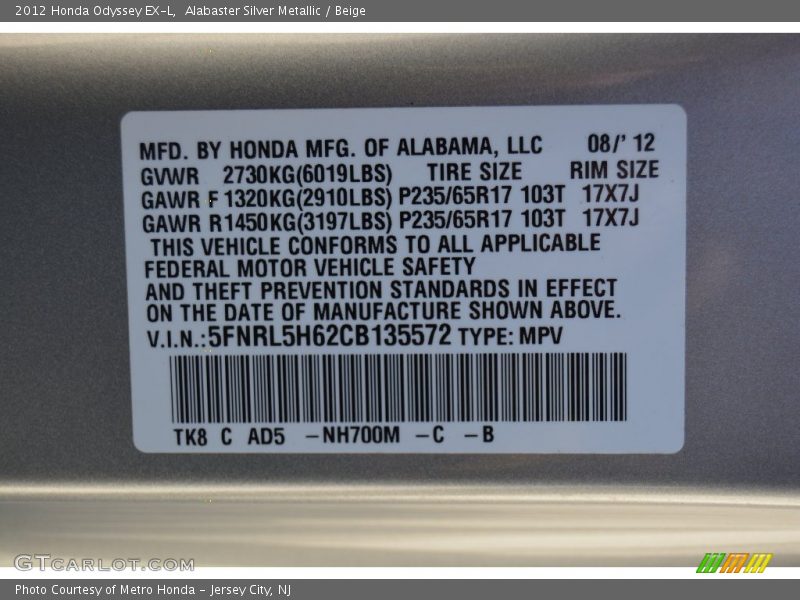 2012 Honda Odyssey EX-L,  Alabaster Silver Metallic / Beige
MFD. BY HONDA MFG. OF ALABAMA, LLC 08/' 12
GVWR 2730KG(6019LBS) TIRE SIZE RIM SIZE
GAWR F 1320KG(2910LBS) P235/65R17 103T 17X7J
GAWR R1450KG(3197LBS) P235/65R17 103T 17X7J
THIS VEHICLE CONFORMS TO ALL APPLICABLE
FEDERAL MOTOR VEHICLE SAFETY
AND THEFT PREVENTION STANDARDS IN EFFECT
ON THE DATE OF MANUFACTURE SHOWN ABOVE.
V.I.N.:5FNRL5H62CB135572 TYPE: MPV
TK8 C AD5 -NH700M -C -B
GTCARLOT.COM
Photo Courtesy of Metro Honda - Jersey City, NJ